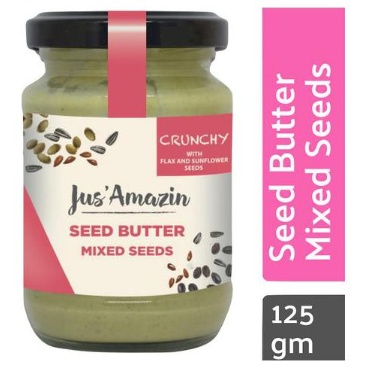 CRUNCHY
WITH
FLAX AND SUNFLOWER
SEEDS
Jus'Amazin
SEED BUTTER
MIXED SEEDS
Seed Butter
Mixed Seeds
125
gm